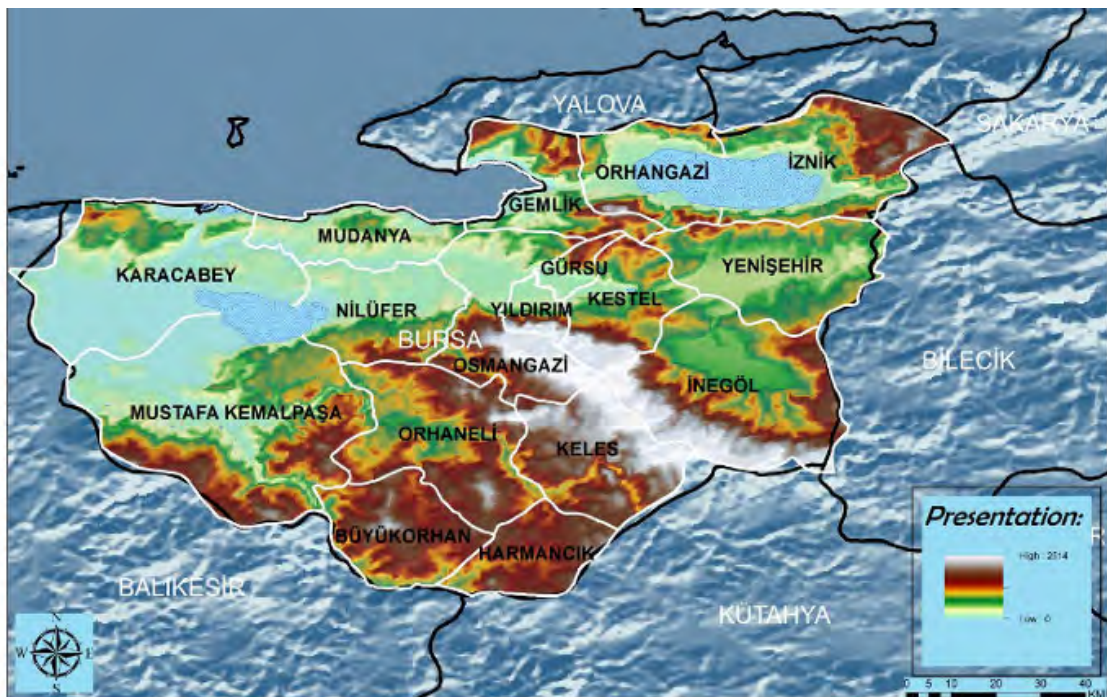 YALOVA
SAKARYA
ORHANGAZİ
İZNİK
GEMLİK
MUDANYA
KARACABEY
GÜRSU
YENİŞEHİR
NİLÜFER
YILDIRIM
KESTEL
BURSA
OSMANGAZİ
BİLECİK
İNEGÖL
MUSTAFA KEMALPAŞA
ORHANELİ
KELES
BÜYÜKORHAN
HARMANCIK
BALIKESİR
KÜTAHYA
Presentation:
High : 2514
Low : 0
R
N
W E
S
0 5 10 20 30 40
KM